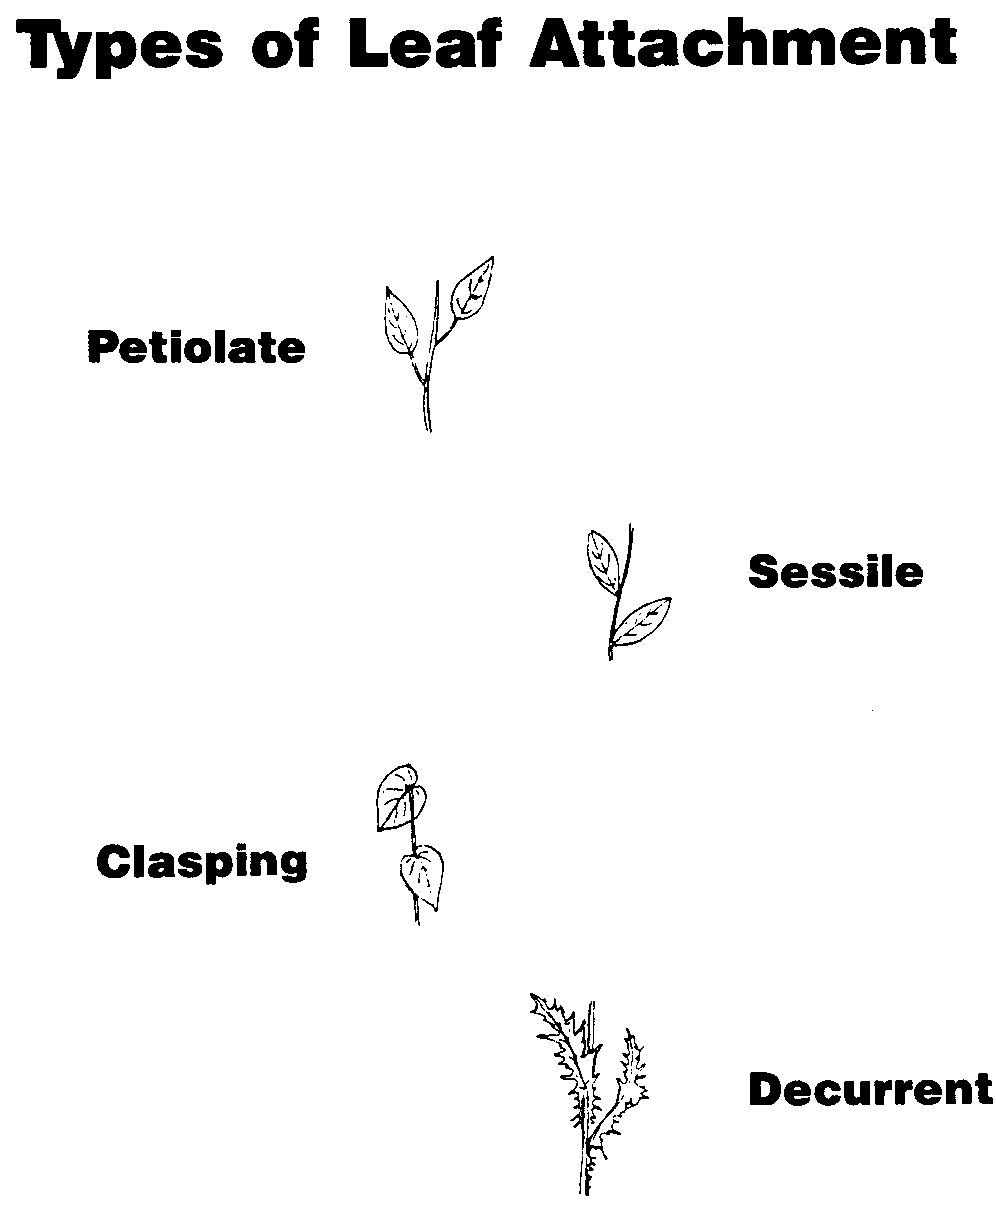 Types of Leaf Attachment
Petiolate
Sessile
Clasping
Decurrent